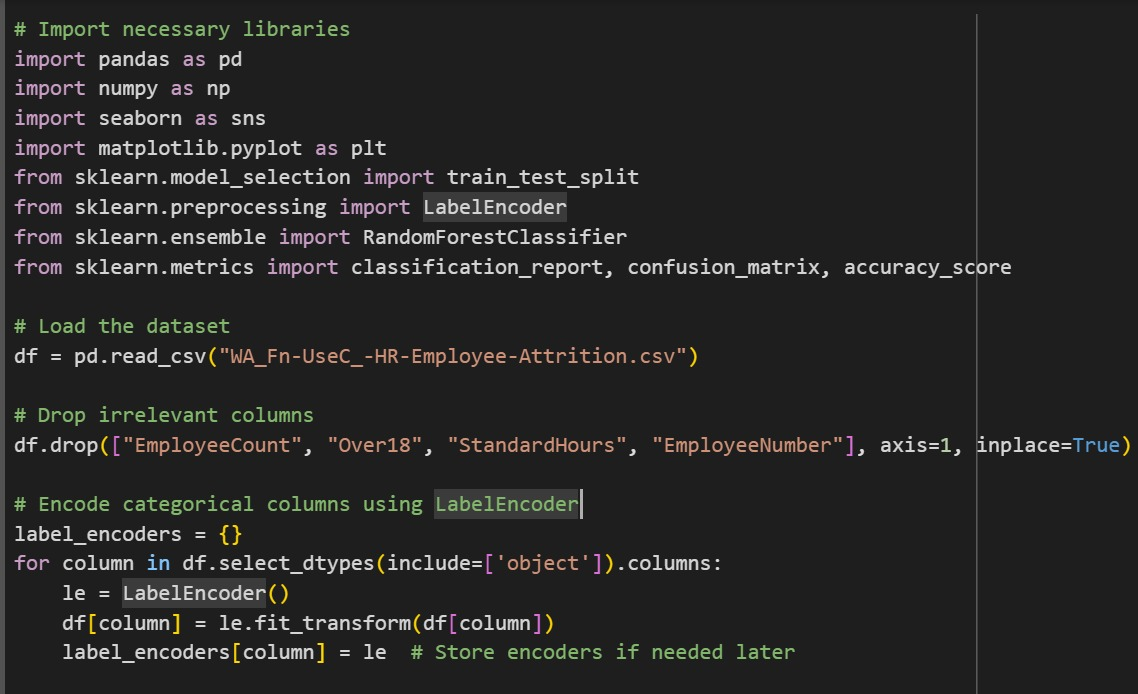 # Import necessary libraries
import pandas as pd
import numpy as np
import seaborn as sns
import matplotlib.pyplot as plt
from sklearn.model_selection import train_test_split
from sklearn.preprocessing import LabelEncoder
from sklearn.ensemble import RandomForestClassifier
from sklearn.metrics import classification_report, confusion_matrix, accuracy_score
# Load the dataset
df = pd.read_csv("WA_Fn-UseC_-HR-Employee-Attrition.csv")
# Drop irrelevant columns
df.drop(["EmployeeCount", "Over18", "StandardHours", "EmployeeNumber"], axis=1, inplace=True)
# Encode categorical columns using LabelEncoder
label_encoders = {}
for column in df.select_dtypes(include=['object']).columns:
    le = LabelEncoder()
    df[column] = le.fit_transform(df[column])
    label_encoders[column] = le  # Store encoders if needed later